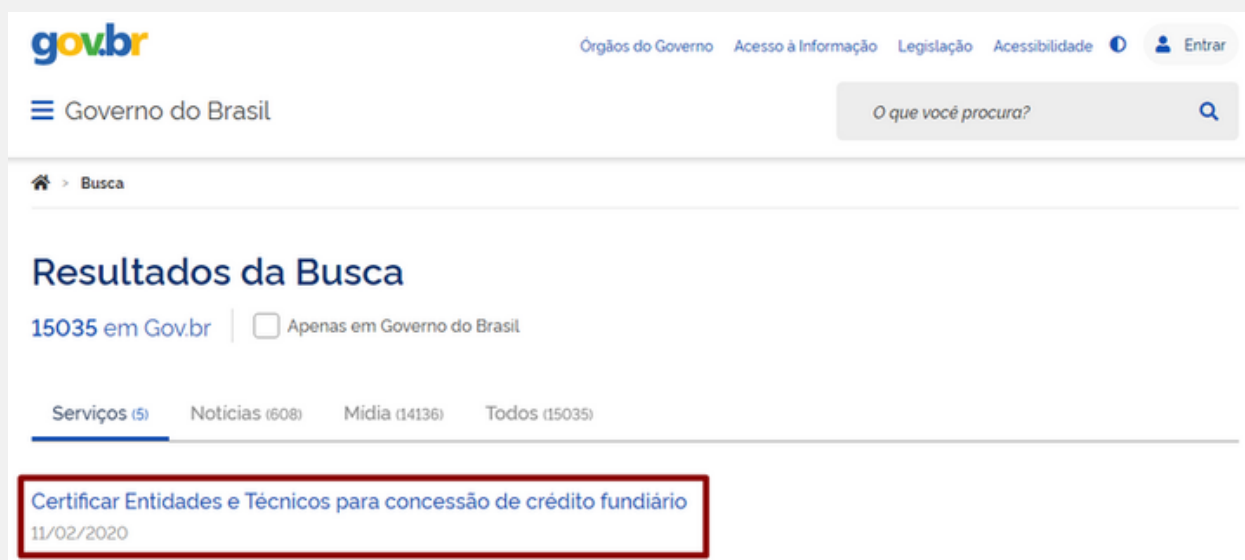 gov.br
Órgãos do Governo Acesso à Informação Legislação Acessibilidade Entrar
Governo do Brasil
O que você procura?
> Busca
Resultados da Busca
15035 em Gov.br Apenas em Governo do Brasil
Serviços (5) Notícias (608) Mídia (14136) Todos (15035)
Certificar Entidades e Técnicos para concessão de crédito fundiário
11/02/2020